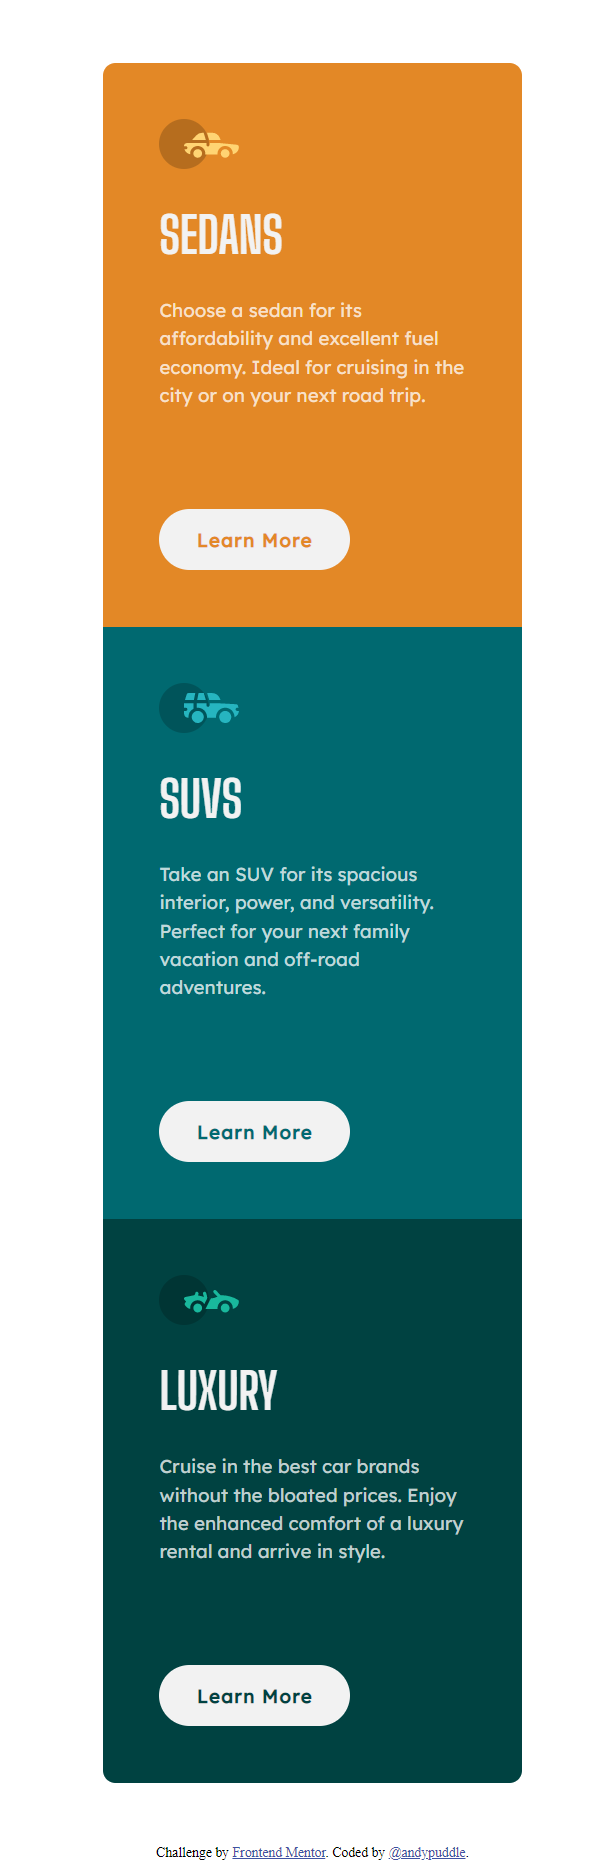 SEDANS
Choose a sedan for its
affordability and excellent fuel
economy. Ideal for cruising in the
city or on your next road trip.
Learn More
SUVS
Take an SUV for its spacious
interior, power, and versatility.
Perfect for your next family
vacation and off-road
adventures.
Learn More
LUXURY
Cruise in the best car brands
without the bloated prices. Enjoy
the enhanced comfort of a luxury
rental and arrive in style.
Learn More
Challenge by Frontend Mentor. Coded by @andypuddle.